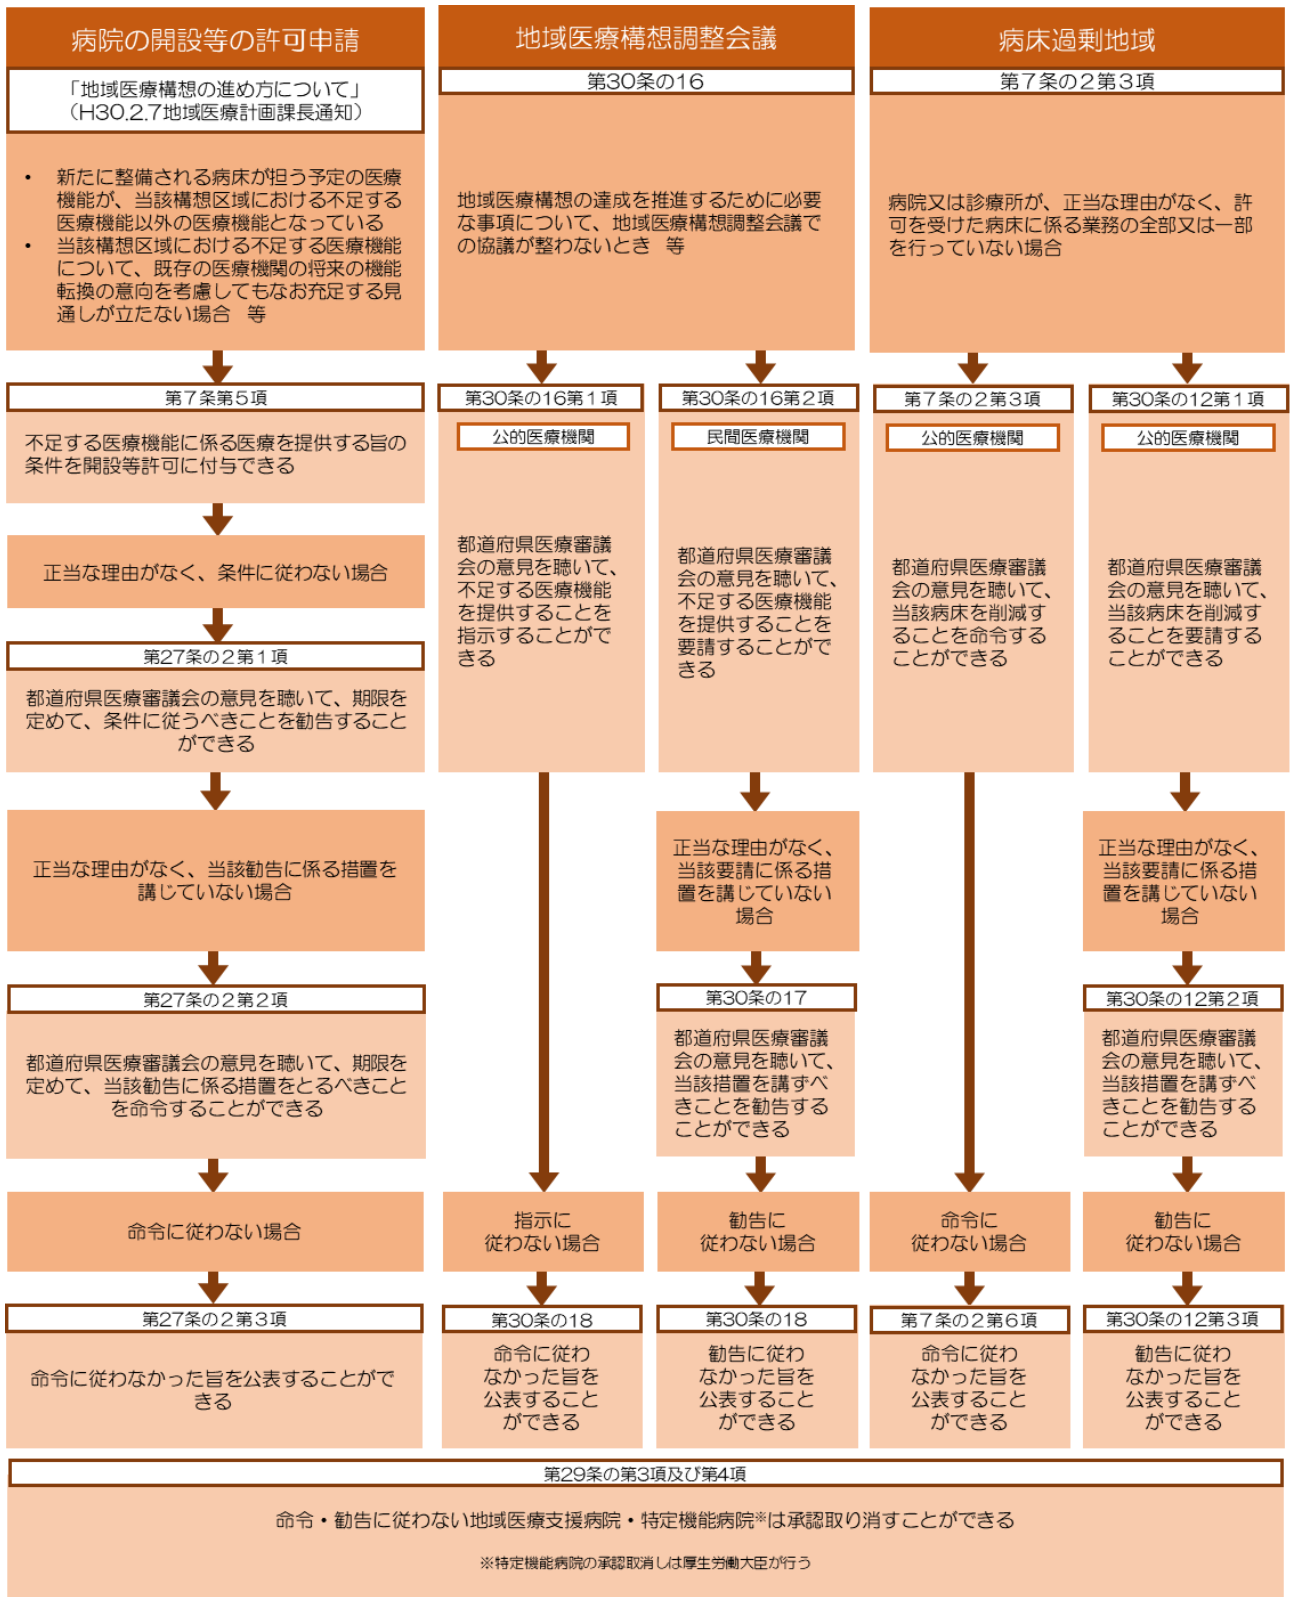 病院の開設等の許可申請
「地域医療構想の進め方について」
（H30.2.7地域医療計画課長通知）
• 新たに整備される病床が担う予定の医療
機能が、当該構想区域における不足する
医療機能以外の医療機能となっている
• 当該構想区域における不足する医療機能
について、既存の医療機関の将来の機能
転換の意向を考慮してもなお充足する見
通しが立たない場合 等
第7条第5項
不足する医療機能に係る医療を提供する旨の
条件を開設等許可に付与できる
正当な理由がなく、条件に従わない場合
第27条の2第1項
都道府県医療審議会の意見を聴いて、期限を
定めて、条件に従うべきことを勧告すること
ができる
正当な理由がなく、当該勧告に係る措置を
講じていない場合
第27条の2第2項
都道府県医療審議会の意見を聴いて、期限を
定めて、当該勧告に係る措置をとるべきこと
を命令することができる
命令に従わない場合
第27条の2第3項
命令に従わなかった旨を公表することがで
きる
地域医療構想調整会議
第30条の16
地域医療構想の達成を推進するために必要
な事項について、地域医療構想調整会議で
の協議が整わないとき 等
第30条の16第1項
公的医療機関
都道府県医療審議
会の意見を聴いて、
不足する医療機能
を提供することを
指示することがで
きる
指示に
従わない場合
第30条の18
命令に従わ
なかった旨を
公表すること
ができる
第30条の16第2項
民間医療機関
都道府県医療審議
会の意見を聴いて、
不足する医療機能
を提供することを
要請することがで
きる
正当な理由がなく、
当該要請に係る措
置を講じていない
場合
第30条の17
都道府県医療審議
会の意見を聴いて、
当該措置を講ずべ
きことを勧告する
ことができる
勧告に
従わない場合
第30条の18
勧告に従わ
なかった旨を
公表すること
ができる
病床過剰地域
第7条の2第3項
病院又は診療所が、正当な理由がなく、許
可を受けた病床に係る業務の全部又は一部
を行っていない場合
第7条の2第3項
公的医療機関
都道府県医療審議
会の意見を聴いて、
当該病床を削減す
ることを命令する
ことができる
命令に
従わない場合
第7条の2第6項
命令に従わ
なかった旨を
公表すること
ができる
第30条の12第1項
公的医療機関
都道府県医療審議
会の意見を聴いて、
当該病床を削減す
ることを要請する
ことができる
正当な理由がなく、
当該要請に係る措
置を講じていない
場合
第30条の12第2項
都道府県医療審議
会の意見を聴いて、
当該措置を講ずべ
きことを勧告する
ことができる
勧告に
従わない場合
第30条の12第3項
勧告に従わ
なかった旨を
公表すること
ができる
第29条の第3項及び第4項
命令・勧告に従わない地域医療支援病院・特定機能病院※は承認取り消すことができる
※特定機能病院の承認取消しは厚生労働大臣が行う